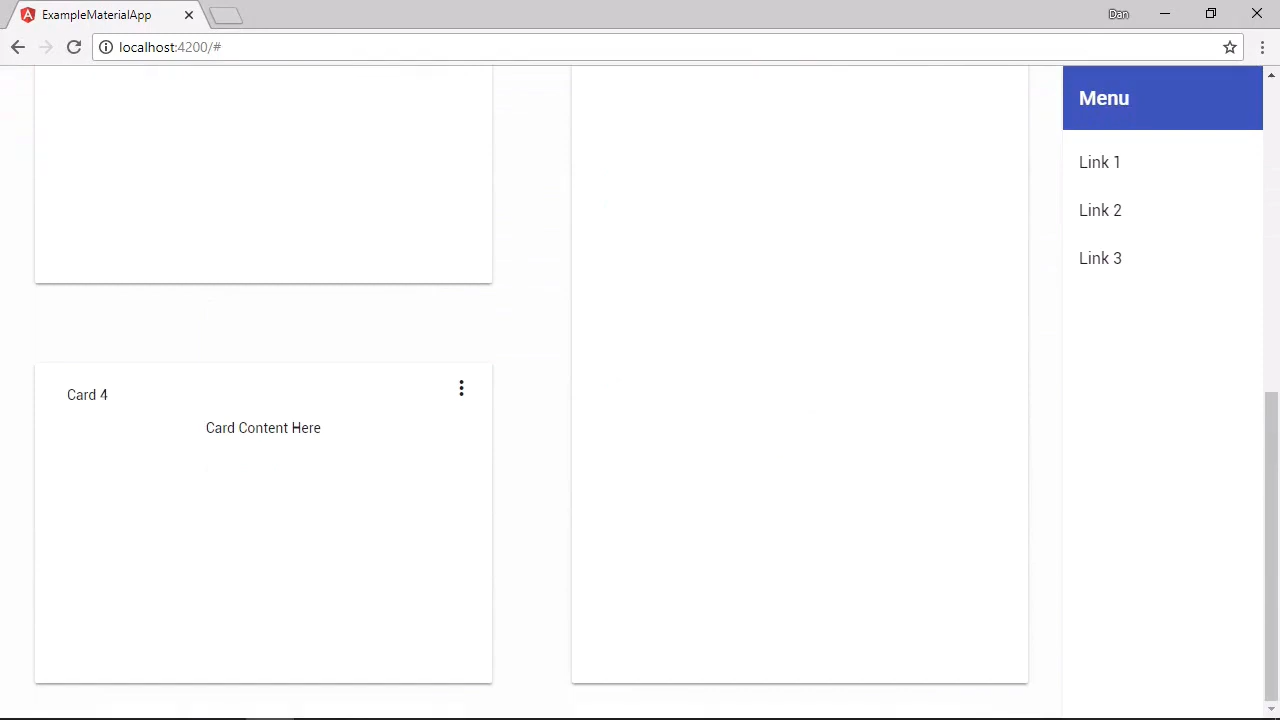 ExampleMaterialApp
Dan
localhost:4200/#
Menu
Link 1
Link 2
Link 3
Card 4
Card Content Here